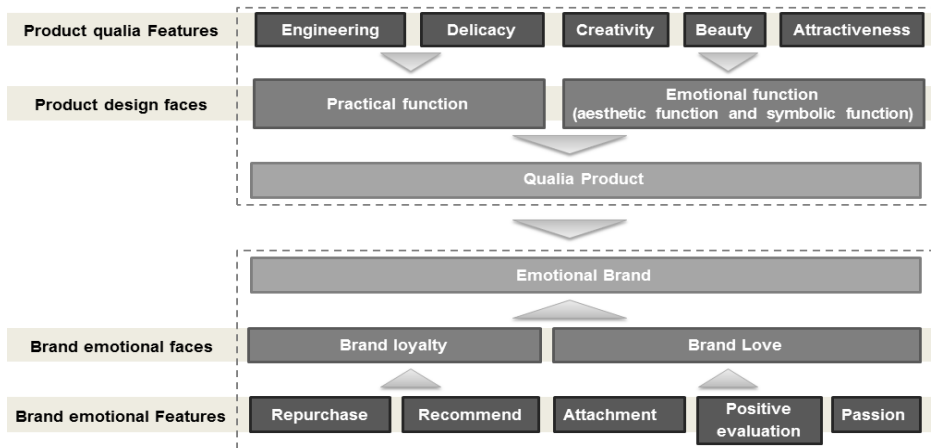 Product qualia Features
Engineering
Delicacy
Creativity
Beauty
Attractiveness
Product design faces
Practical function
Emotional function
(aesthetic function and symbolic function)
Qualia Product
Emotional Brand
Brand emotional faces
Brand loyalty
Brand Love
Brand emotional Features
Repurchase
Recommend
Attachment
Positive
evaluation
Passion